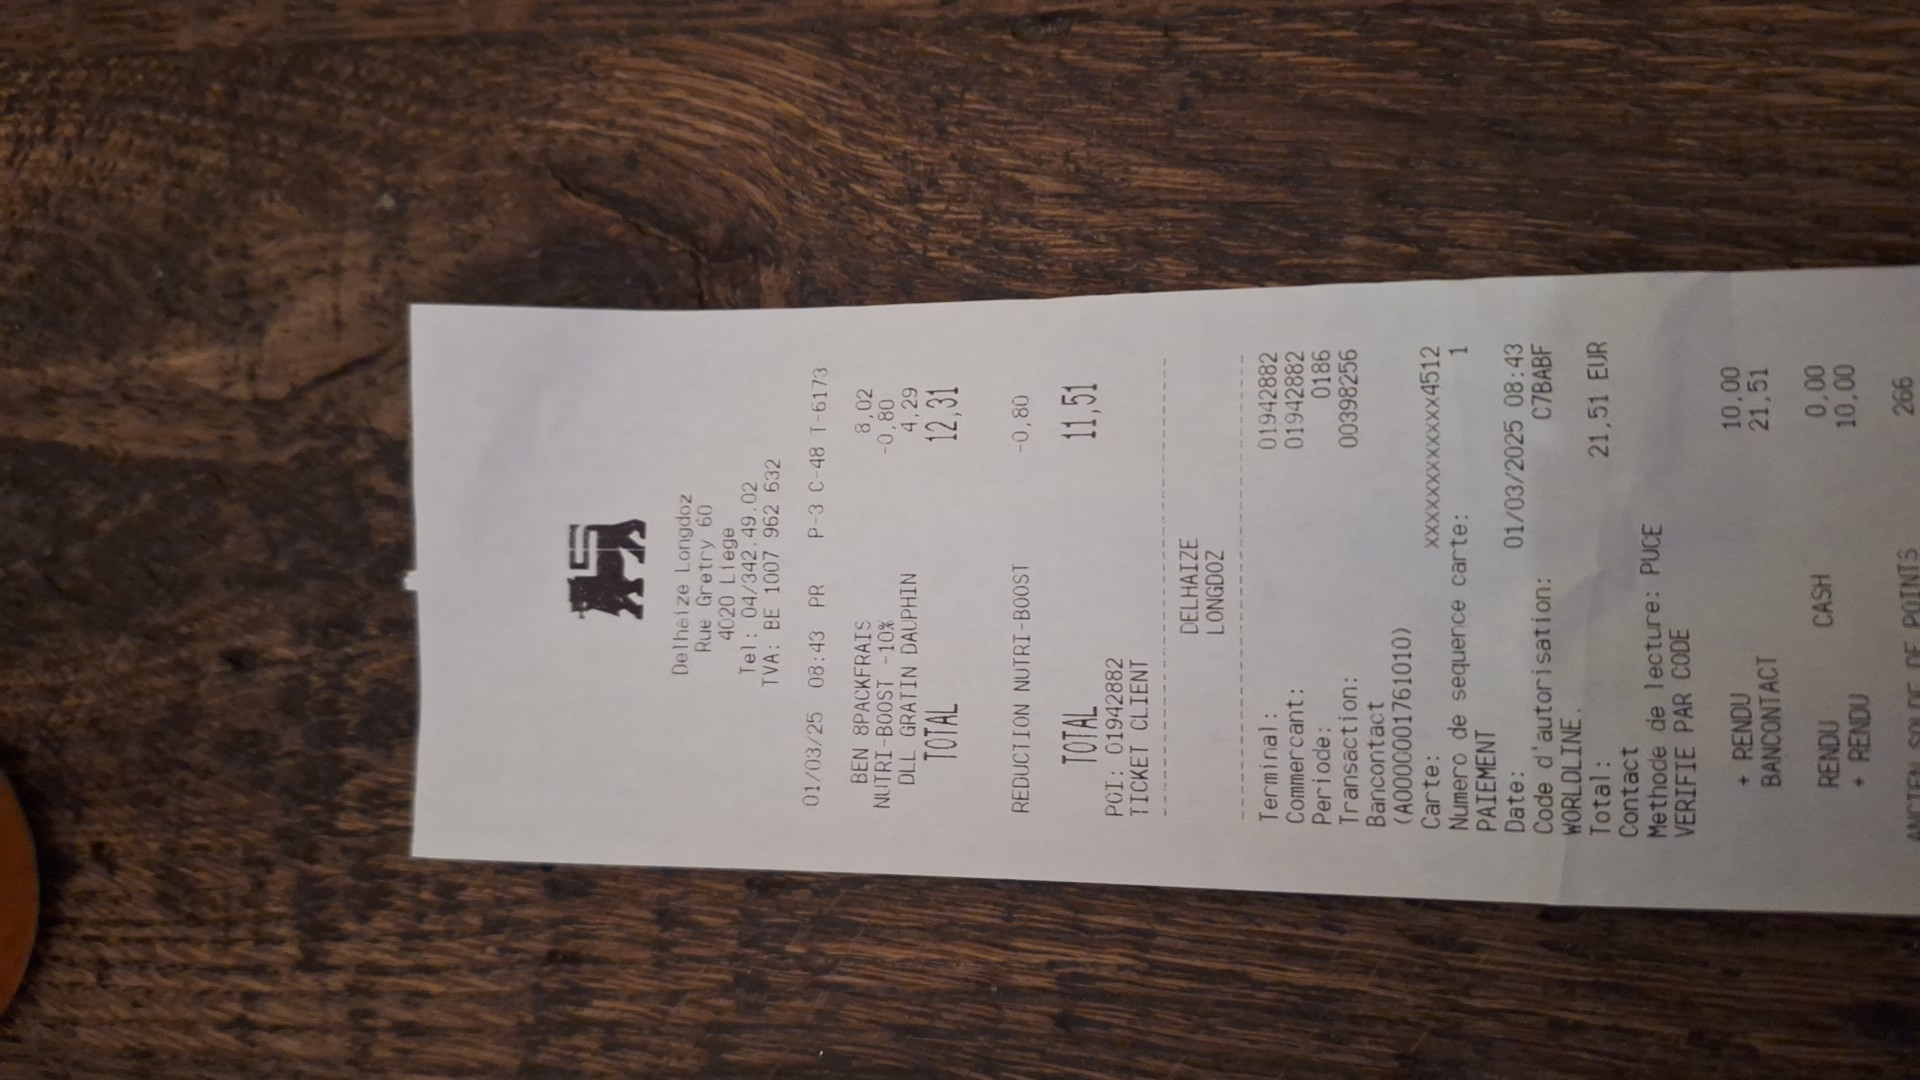 Delhaize Longdoz
Rue Gretry 60
4020 Liege
Tel: 04/342.49.02
TVA: BE 1007 962 632
01/03/25 08:43 PR P-3 C-48 T-6173
BEN 8PACKFRAIS 8,02
NUTRI-BOOST -10% -0,80
DLL GRATIN DAUPHIN 4,29
TOTAL 12,31
REDUCTION NUTRI-BOOST -0,80
TOTAL 11,51
POI: 01942882
TICKET CLIENT
DELHAIZE
LONGDOZ
Terminal: 01942882
Commercant: 01942882
Periode: 0186
Transaction: 00398256
Bancontact
(A0000001761010)
Carte: xxxxxxxxxxxxx4512
Numero de sequence carte: 1
PAIEMENT
Date: 01/03/2025 08:43
Code d'autorisation: C7BABF
WORLDLINE.
Total: 21,51 EUR
Contact
Methode de lecture: PUCE
VERIFIE PAR CODE
+ RENDU 10,00
BANCONTACT 21,51
RENDU CASH 0,00
+ RENDU 10,00
ANCIEN SOLDE DE POINTS 266